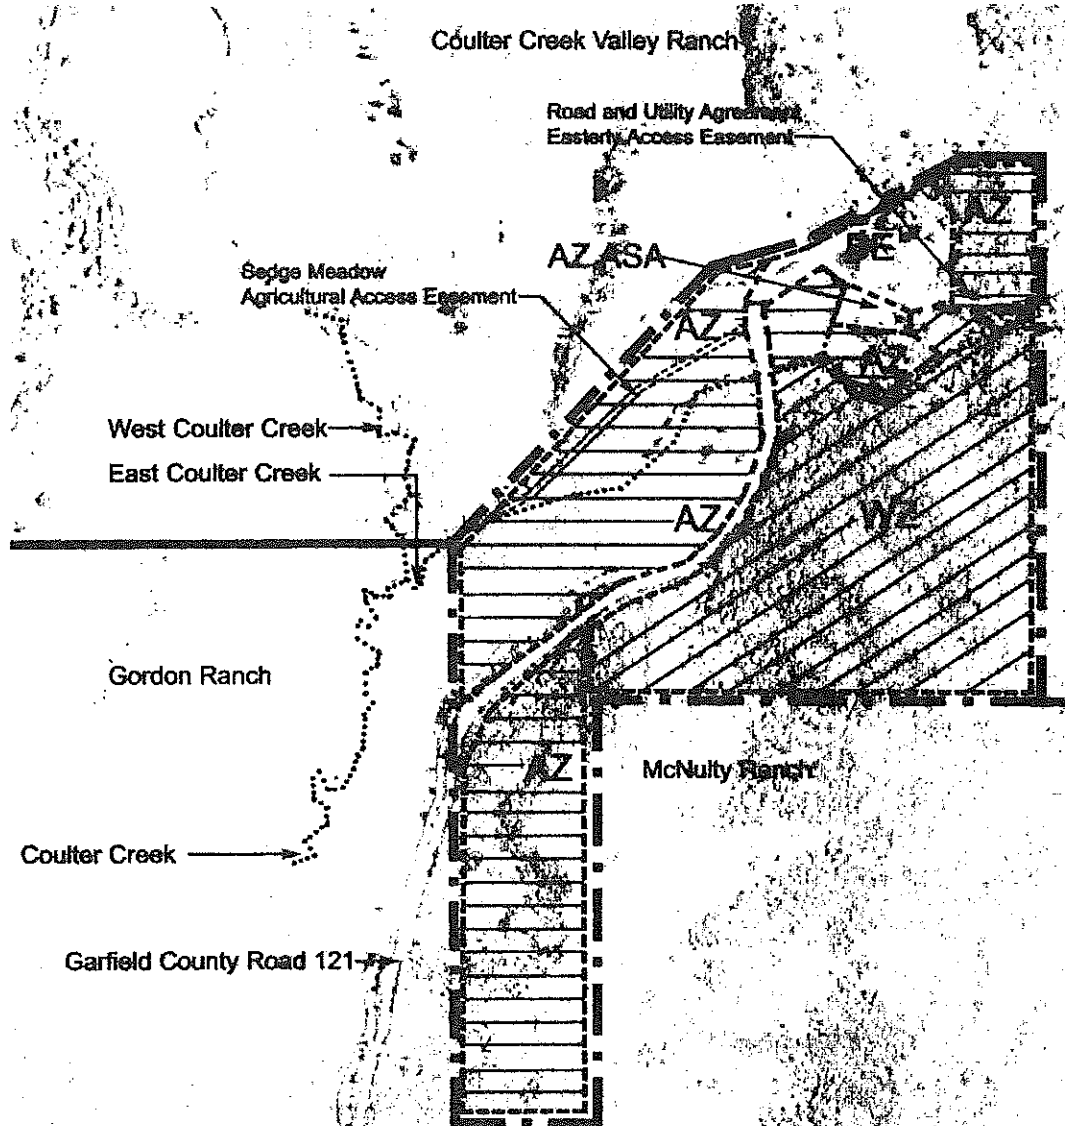 Coulter Creek Valley Ranch
Road and Utility Agreement
Easterly Access Easement
AZ
AZ ASA
BE
Sedge Meadow
Agricultural Access Easement
AZ
AZ
West Coulter Creek
East Coulter Creek
AZ
WZ
Gordon Ranch
AZ
McNulty Ranch
Coulter Creek
Garfield County Road 121